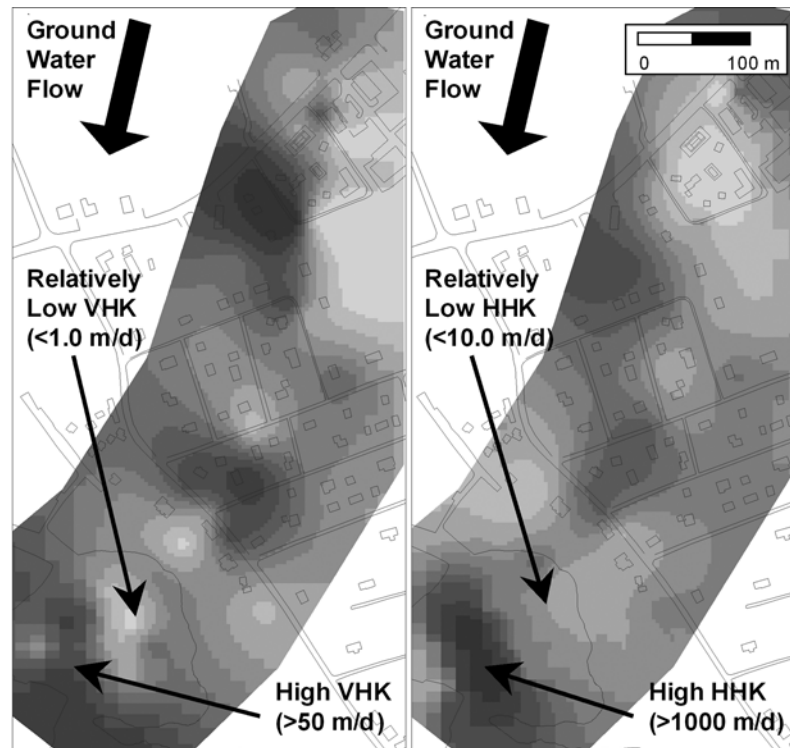 Ground
Water
Flow
Relatively
Low VHK
(<1.0 m/d)
High VHK
(>50 m/d)
Ground
Water
Flow
0 100 m
Relatively
Low HHK
(<10.0 m/d)
High HHK
(>1000 m/d)